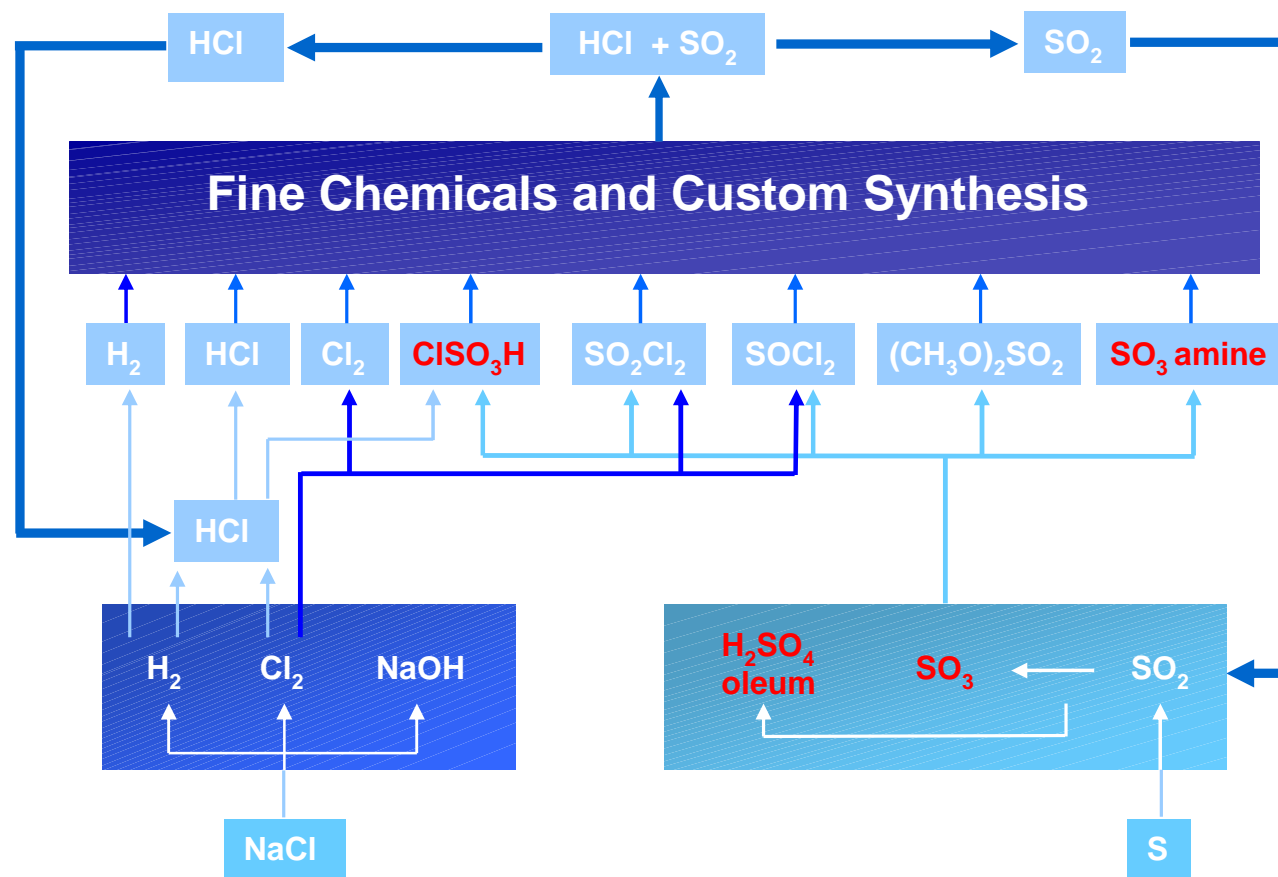 HCl
HCl + SO₂
SO₂
Fine Chemicals and Custom Synthesis
H₂
HCl
Cl₂
ClSO₃H
SO₂Cl₂
SOCl₂
(CH₃O)₂SO₂
SO₃ amine
HCl
H₂
Cl₂
NaOH
H₂SO₄
oleum
SO₃
SO₂
NaCl
S